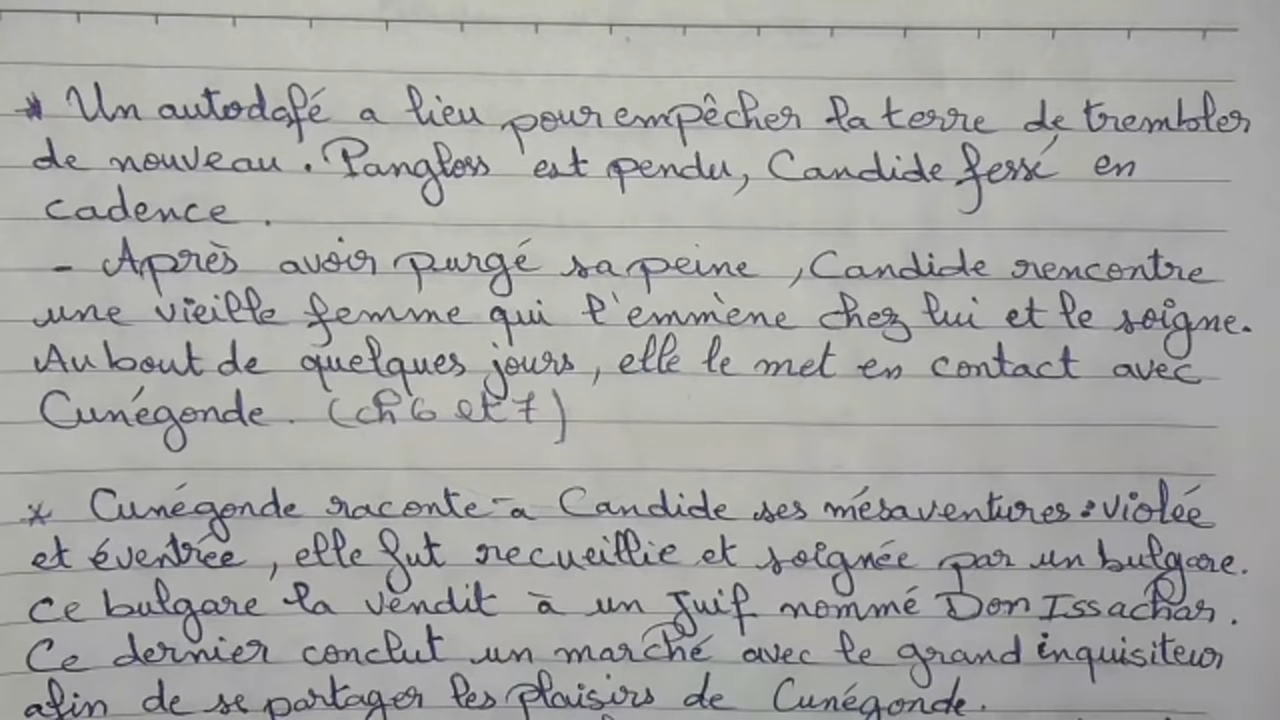 * Un autodafé a lieu pour empêcher la terre de trembler
de nouveau. Pangloss est pendu, Candide fessé en
cadence.
- Après avoir purgé sa peine, Candide rencontre
une vieille femme qui l'emmène chez lui et le soigne.
Au bout de quelques jours, elle le met en contact avec
Cunégonde. (ch 6 et 7)
* Cunégonde raconte à Candide ses mésaventures : violée
et éventrée, elle fut recueillie et soignée par un bulgare.
Ce bulgare la vendit à un Juif nommé Don Issachar.
Ce dernier conclut un marché avec le grand inquisiteur
afin de se partager les plaisirs de Cunégonde.